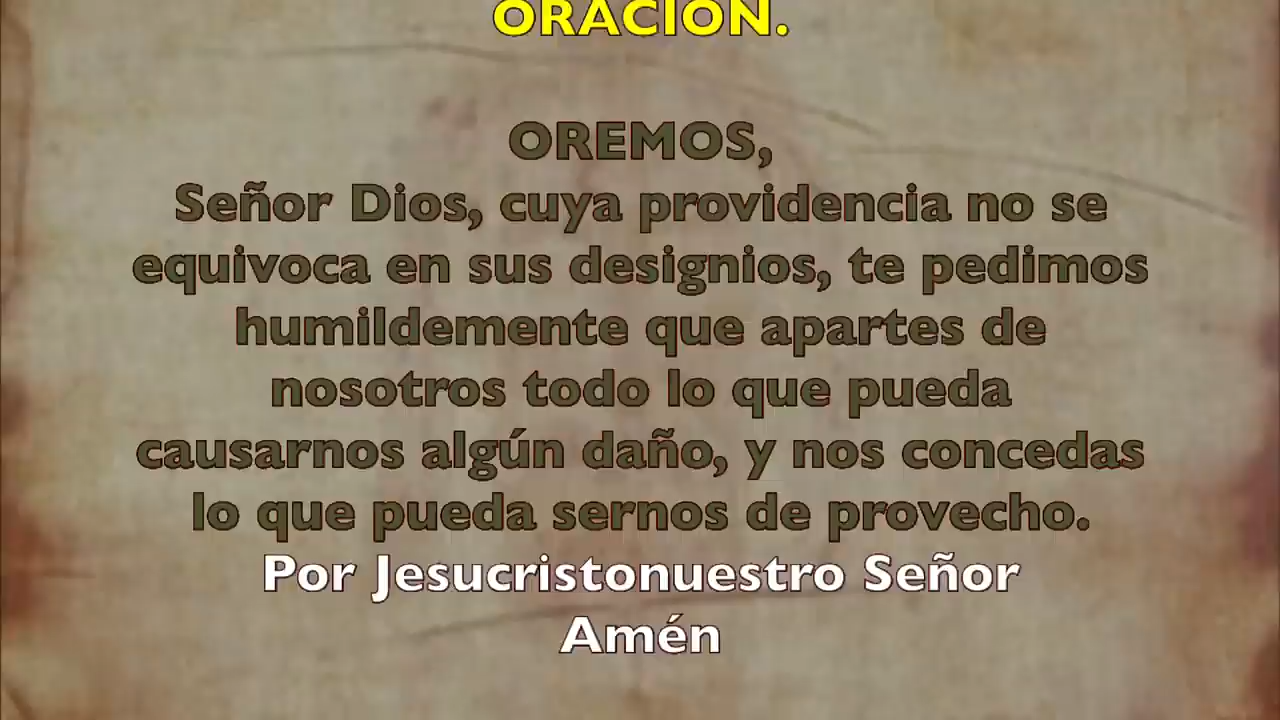 ORACIÓN.
OREMOS,
Señor Dios, cuya providencia no se
equivoca en sus designios, te pedimos
humildemente que apartes de
nosotros todo lo que pueda
causarnos algún daño, y nos concedas
lo que pueda sernos de provecho.
Por Jesucristonuestro Señor
Amén